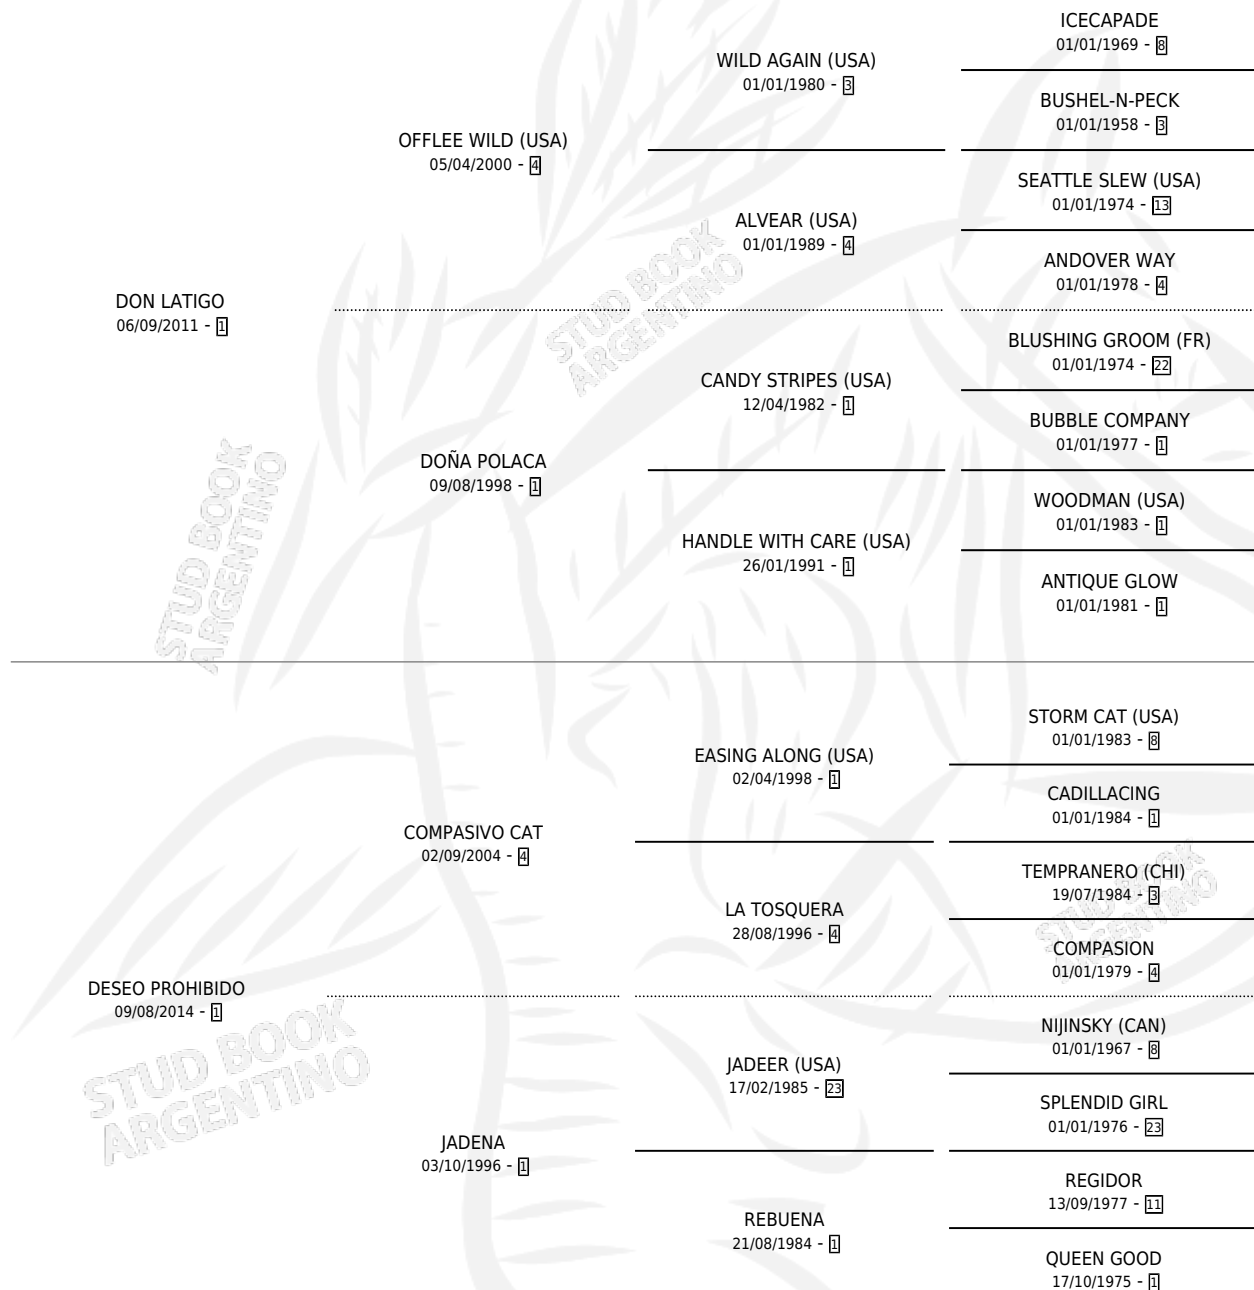 ICECAPADE
01/01/1969 - 8
WILD AGAIN (USA)
01/01/1980 - 3
BUSHEL-N-PECK
01/01/1958 - 3
OFFLEE WILD (USA)
05/04/2000 - 4
SEATTLE SLEW (USA)
01/01/1974 - 13
ALVEAR (USA)
01/01/1989 - 4
ANDOVER WAY
01/01/1978 - 4
DON LATIGO
06/09/2011 - 1
BLUSHING GROOM (FR)
01/01/1974 - 22
CANDY STRIPES (USA)
12/04/1982 - 1
BUBBLE COMPANY
01/01/1977 - 1
DOÑA POLACA
09/08/1998 - 1
WOODMAN (USA)
01/01/1983 - 1
HANDLE WITH CARE (USA)
26/01/1991 - 1
ANTIQUE GLOW
01/01/1981 - 1
STUD BOOK
ARGENTINO
STUD BOOK
ARGENTINO
STORM CAT (USA)
01/01/1983 - 8
EASING ALONG (USA)
02/04/1998 - 1
CADILLACING
01/01/1984 - 1
COMPASIVO CAT
02/09/2004 - 4
TEMPRANERO (CHI)
19/07/1984 - 3
LA TOSQUERA
28/08/1996 - 4
COMPASION
01/01/1979 - 4
STUD BOOK
ARGENTINO
DESEO PROHIBIDO
09/08/2014 - 1
NIJINSKY (CAN)
01/01/1967 - 8
JADEER (USA)
17/02/1985 - 23
SPLENDID GIRL
01/01/1976 - 23
STUD BOOK
ARGENTINO
JADENA
03/10/1996 - 1
REGIDOR
13/09/1977 - 11
REBUENA
21/08/1984 - 1
QUEEN GOOD
17/10/1975 - 1